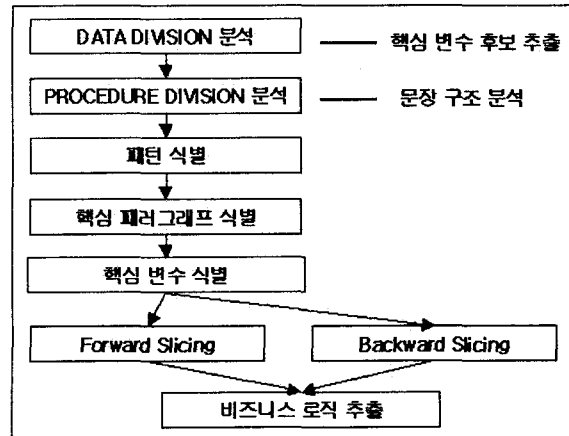 DATA DIVISION 분석
핵심 변수 후보 추출
PROCEDURE DIVISION 분석
문장 구조 분석
패턴 식별
핵심 패러그래프 식별
핵심 변수 식별
Forward Slicing
Backward Slicing
비즈니스 로직 추출